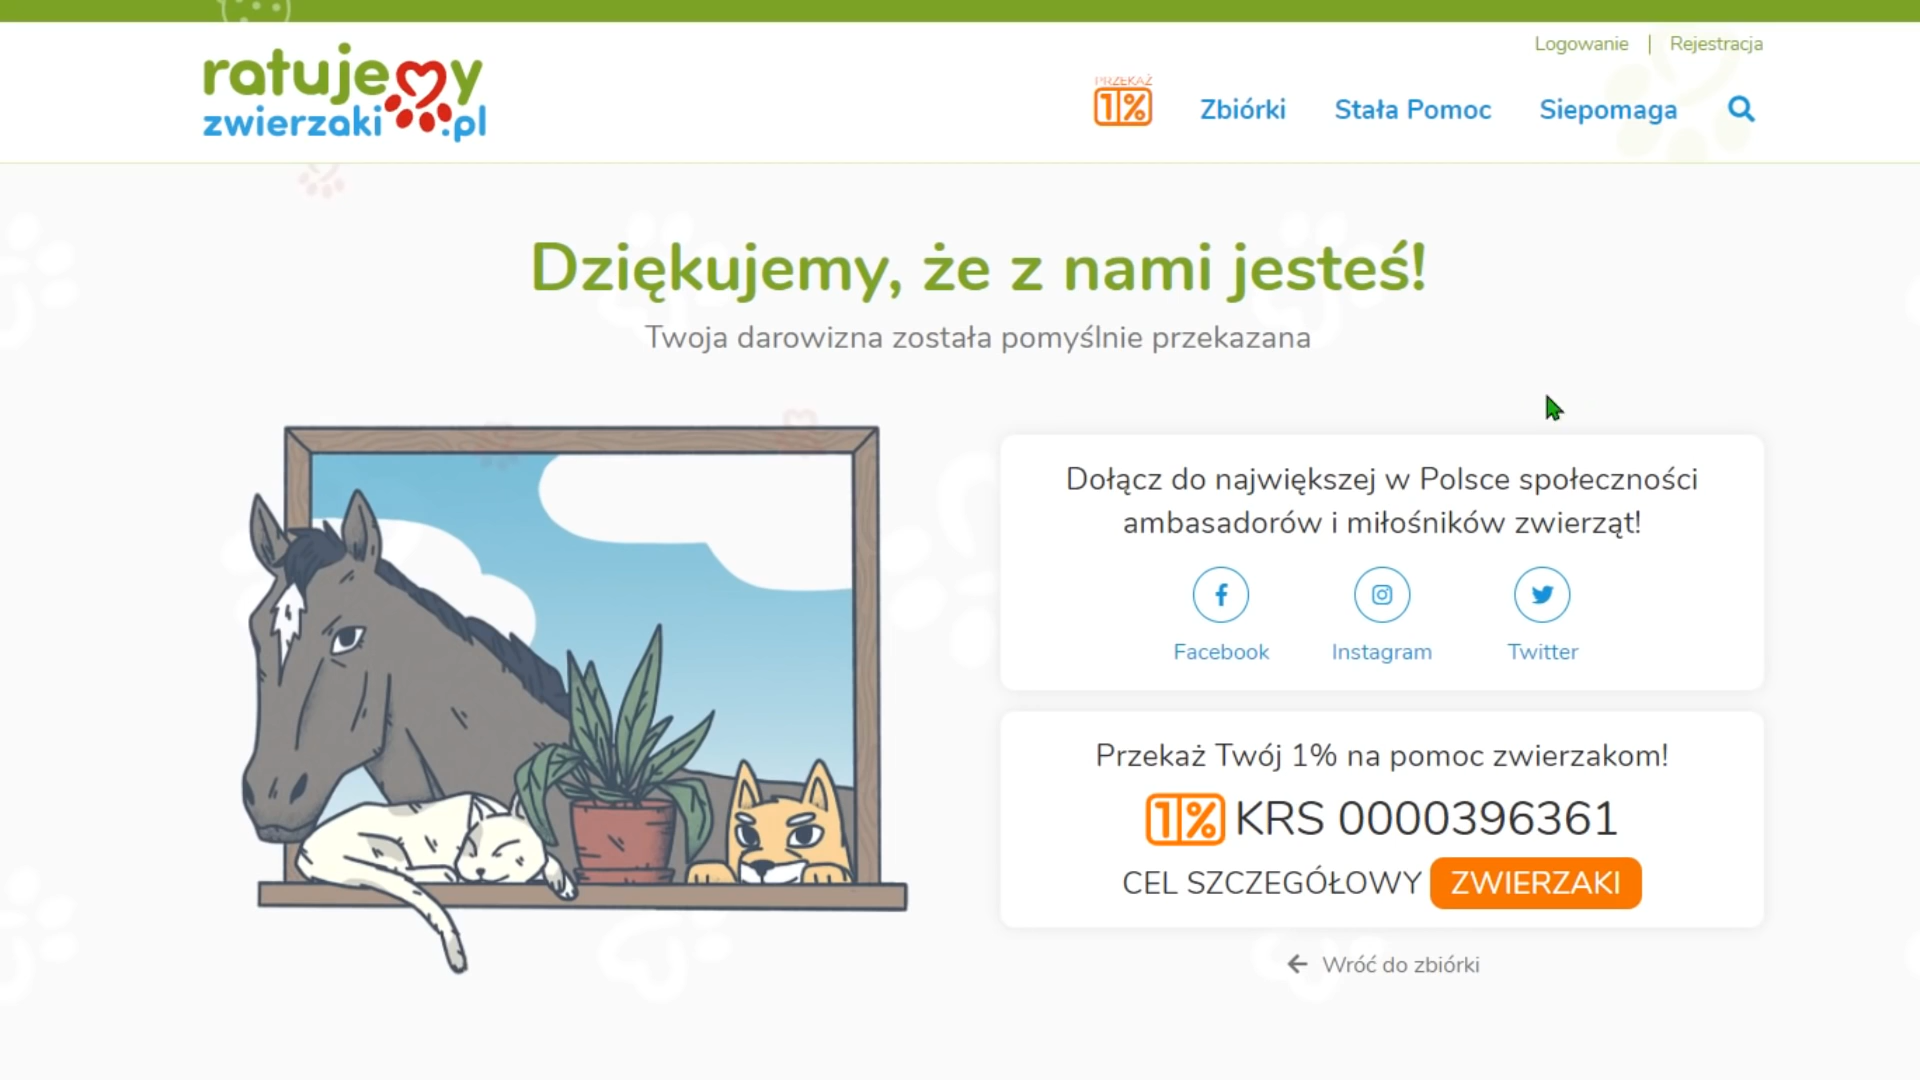 Logowanie | Rejestracja
ratujemy
zwierzaki.pl
PRZEKAŻ
1%
Zbiórki
Stała Pomoc
Siepomaga
Dziękujemy, że z nami jesteś!
Twoja darowizna została pomyślnie przekazana
Dołącz do największej w Polsce społeczności
ambasadorów i miłośników zwierząt!
Facebook
Instagram
Twitter
Przekaż Twój 1% na pomoc zwierzakom!
1% KRS 0000396361
CEL SZCZEGÓŁOWY ZWIERZAKI
Wróć do zbiórki